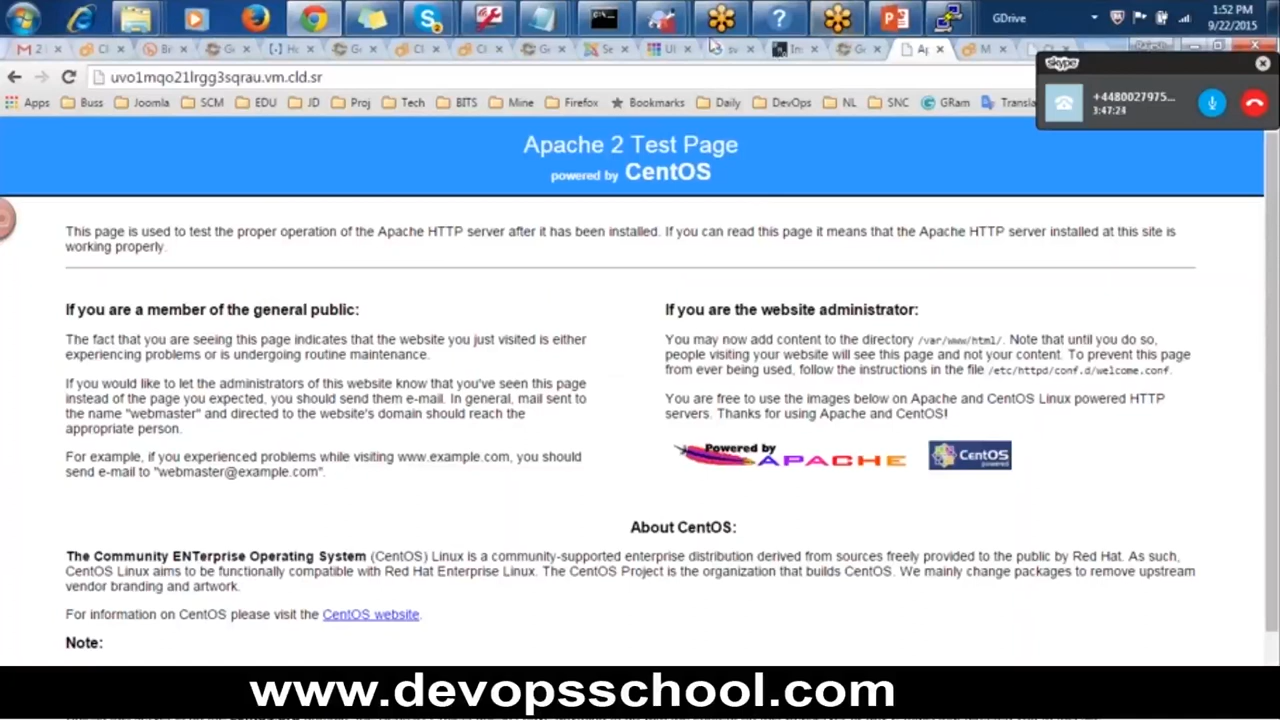 GDrive
1:52 PM
9/22/2015
uvo1mqo21lrgg3sqrau.vm.cld.sr
skype
+4480027975...
3:47:24
Apps Buss Joomla SCM EDU JD Proj Tech BITS Mine Firefox Bookmarks Daily DevOps NL SNC GRam Transla
Apache 2 Test Page
powered by CentOS
This page is used to test the proper operation of the Apache HTTP server after it has been installed. If you can read this page it means that the Apache HTTP server installed at this site is
working properly.
If you are a member of the general public:
The fact that you are seeing this page indicates that the website you just visited is either
experiencing problems or is undergoing routine maintenance.
If you would like to let the administrators of this website know that you've seen this page
instead of the page you expected, you should send them e-mail. In general, mail sent to
the name "webmaster" and directed to the website's domain should reach the
appropriate person.
For example, if you experienced problems while visiting www.example.com, you should
send e-mail to "webmaster@example.com".
If you are the website administrator:
You may now add content to the directory /var/www/html/. Note that until you do so,
people visiting your website will see this page and not your content. To prevent this page
from ever being used, follow the instructions in the file /etc/httpd/conf.d/welcome.conf.
You are free to use the images below on Apache and CentOS Linux powered HTTP
servers. Thanks for using Apache and CentOS!
Powered by
APACHE
CentOS
powered
About CentOS:
The Community ENTerprise Operating System (CentOS) Linux is a community-supported enterprise distribution derived from sources freely provided to the public by Red Hat. As such,
CentOS Linux aims to be functionally compatible with Red Hat Enterprise Linux. The CentOS Project is the organization that builds CentOS. We mainly change packages to remove upstream
vendor branding and artwork.
For information on CentOS please visit the CentOS website.
Note:
www.devopsschool.com